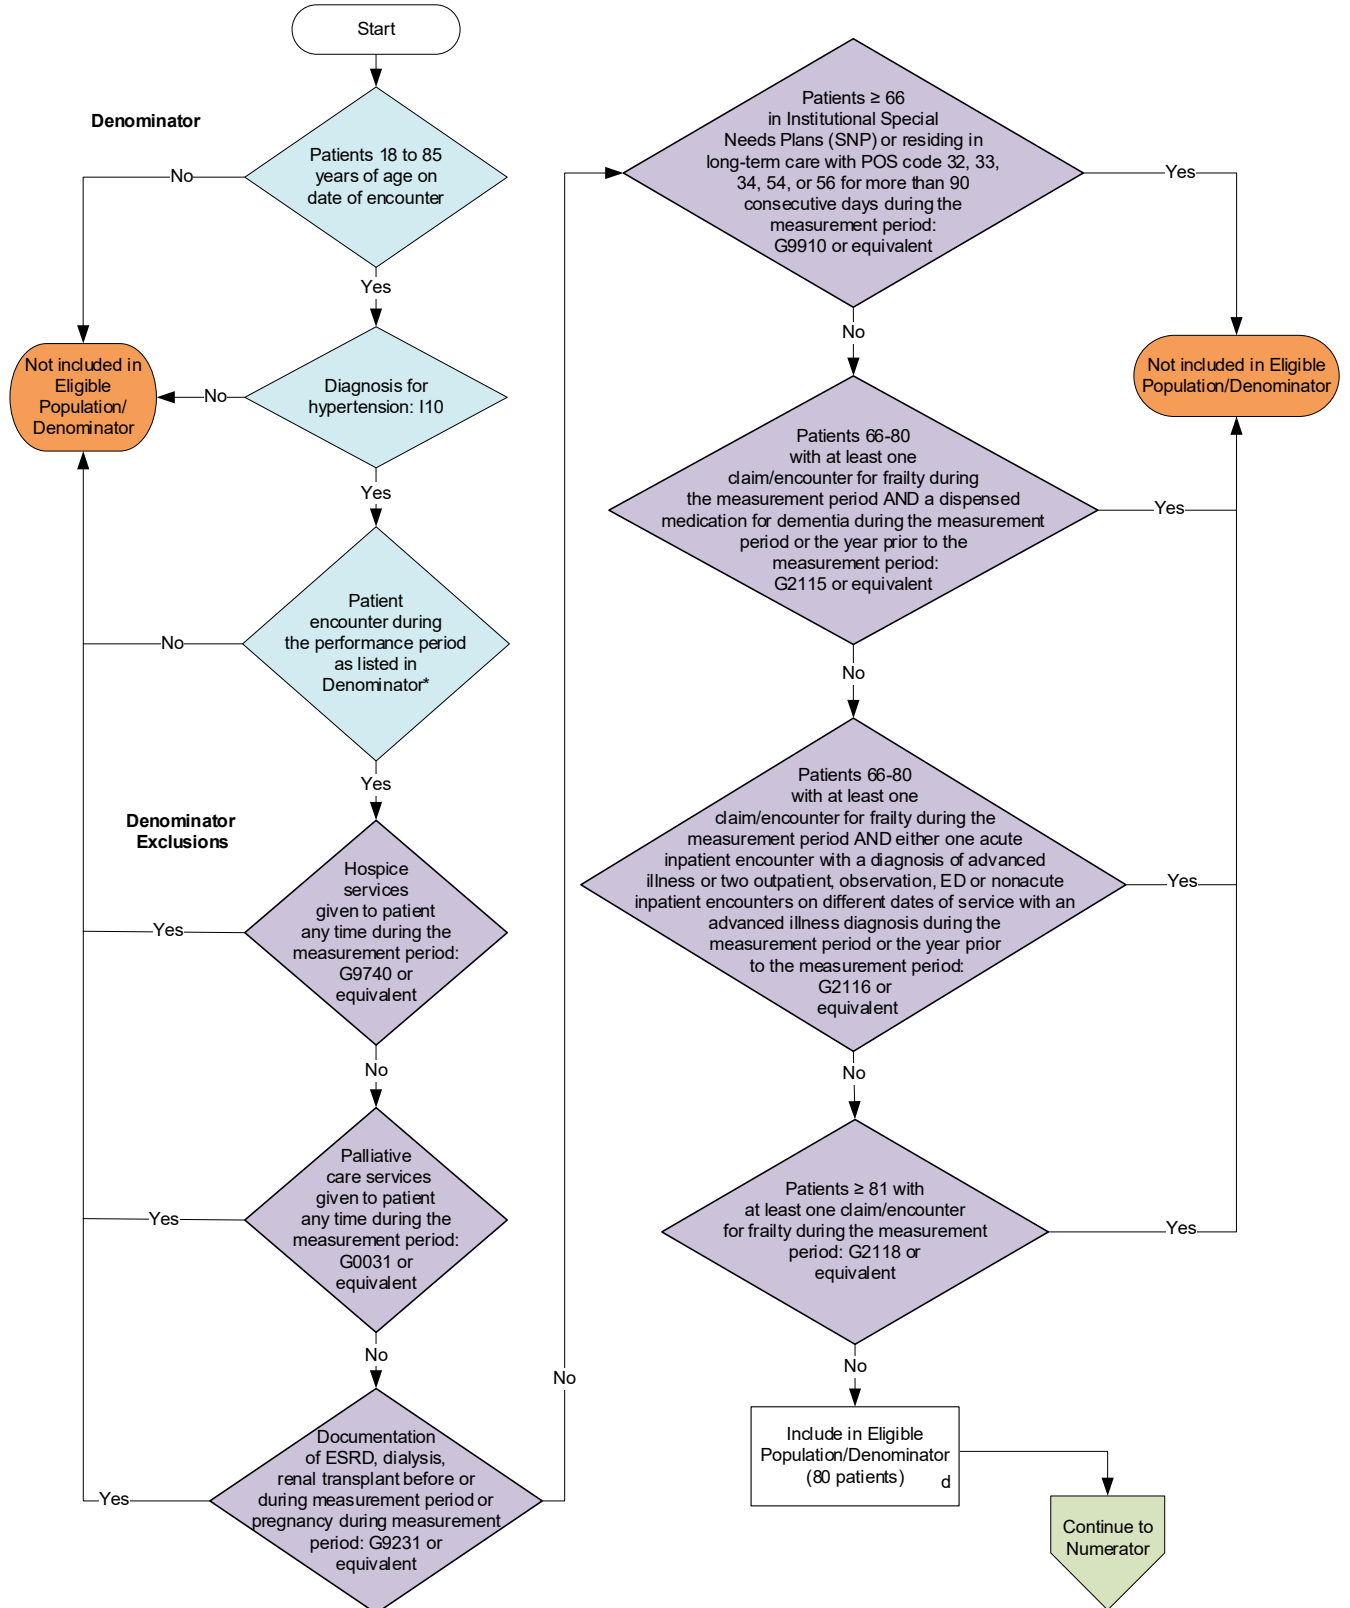 Start
Denominator
Patients 18 to 85
years of age on
date of encounter
No
Yes
Not included in
Eligible
Population/
Denominator
No
Diagnosis for
hypertension: I10
Yes
Patient
encounter during
the performance period
as listed in
Denominator*
No
Yes
Denominator
Exclusions
Hospice
services
given to patient
any time during the
measurement period:
G9740 or
equivalent
Yes
No
Palliative
care services
given to patient
any time during the
measurement period:
G0031 or
equivalent
Yes
No
Documentation
of ESRD, dialysis,
renal transplant before or
during measurement period or
pregnancy during measurement
period: G9231 or
equivalent
Yes
No
Patients ≥ 66
in Institutional Special
Needs Plans (SNP) or residing in
long-term care with POS code 32, 33,
34, 54, or 56 for more than 90
consecutive days during the
measurement period:
G9910 or equivalent
Yes
No
Not included in Eligible
Population/Denominator
Patients 66-80
with at least one
claim/encounter for frailty during
the measurement period AND a dispensed
medication for dementia during the measurement
period or the year prior to the
measurement period:
G2115 or equivalent
Yes
No
Patients 66-80
with at least one
claim/encounter for frailty during the
measurement period AND either one acute
inpatient encounter with a diagnosis of advanced
illness or two outpatient, observation, ED or nonacute
inpatient encounters on different dates of service with an
advanced illness diagnosis during the
measurement period or the year prior
to the measurement period:
G2116 or
equivalent
Yes
No
Patients ≥ 81 with
at least one claim/encounter
for frailty during the measurement
period: G2118 or
equivalent
Yes
No
Include in Eligible
Population/Denominator
(80 patients)
d
Continue to
Numerator